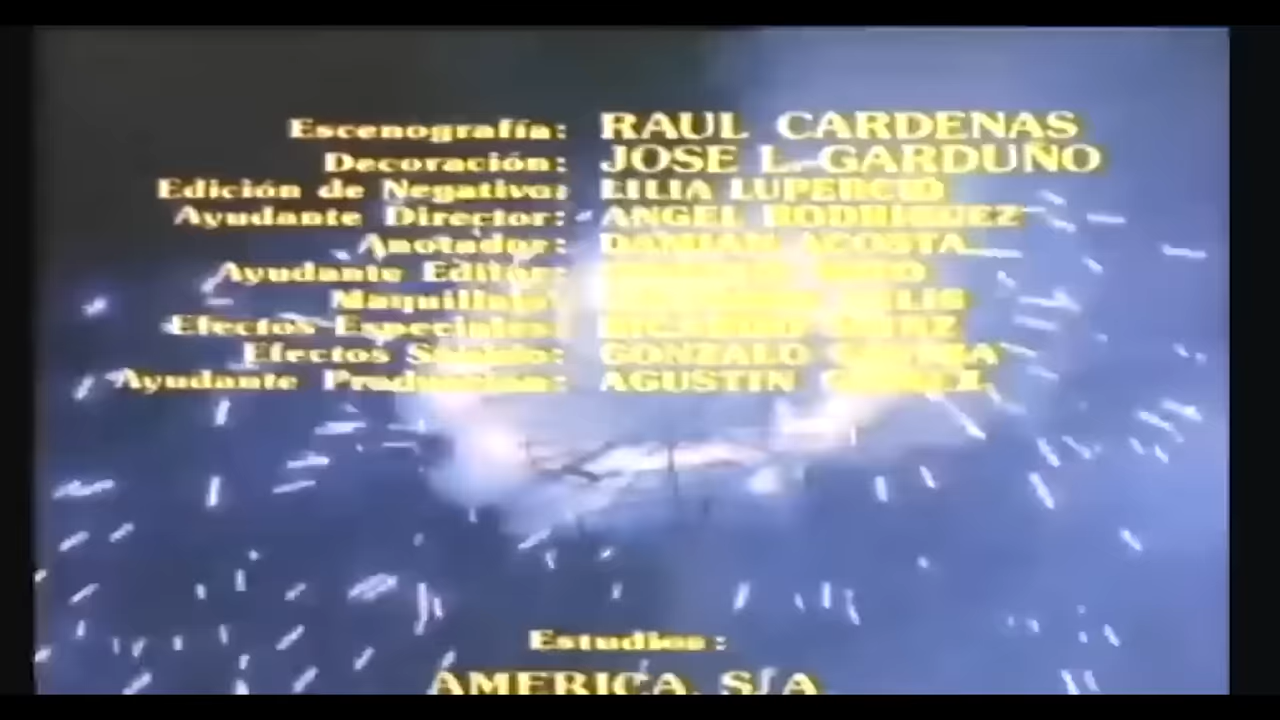 Escenografía: RAUL CARDENAS
Decoración: JOSE L. GARDUÑO
Edición de Negativo: LILIA LUPERCIO
Ayudante Director: ANGEL RODRIGUEZ
Anotador: DAMIAN ACOSTA
Ayudante Editor:
Maquillaje:
Efectos Especiales:
Efectos Sonido: GONZALO
Ayudante Produccion: AGUSTIN
Estudios:
AMERICA S/A